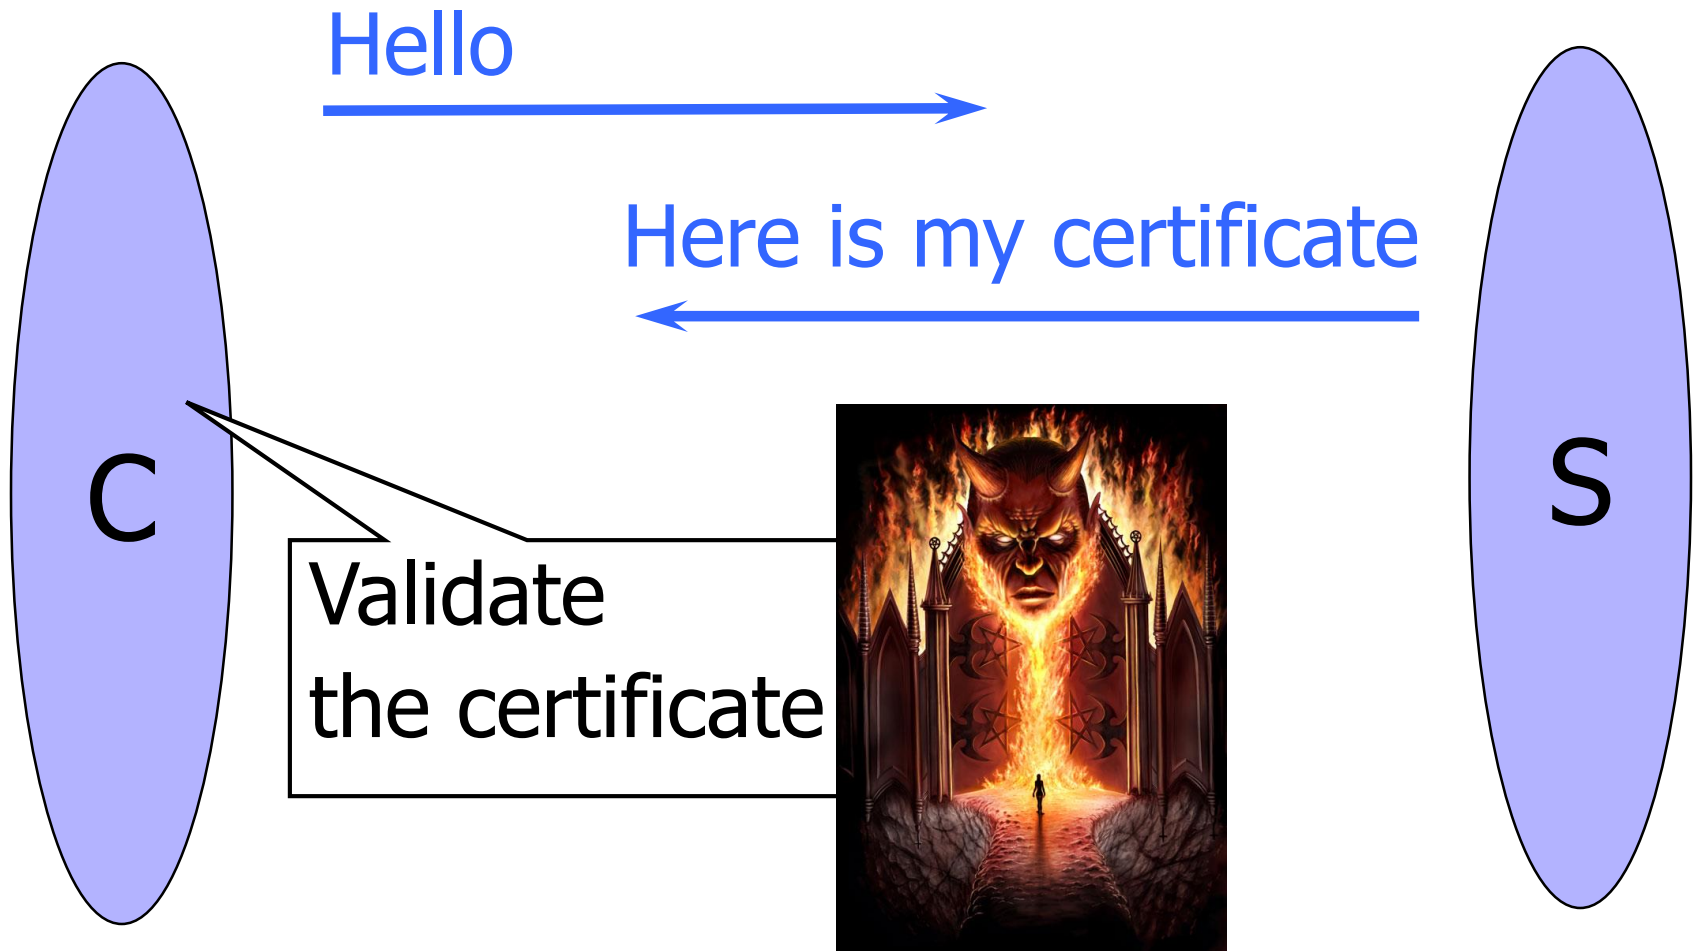 Hello
Here is my certificate
C
S
Validate
the certificate